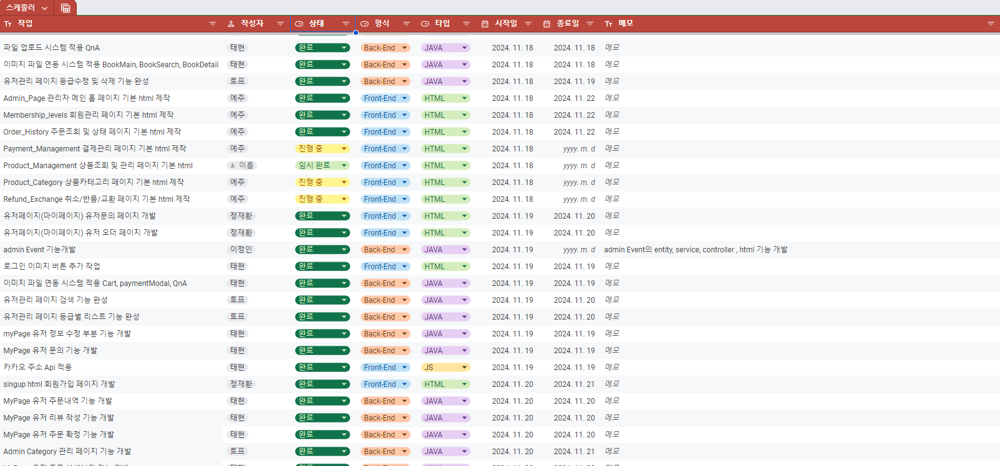 스케줄러
작업 작성자 상태 형식 타입 시작일 종료일 메모
파일 업로드 시스템 적용 QnA 태현 완료 Back-End JAVA 2024. 11. 18 2024. 11. 18 메모
이미지 파일 연동 시스템 적용 BookMain, BookSearch, BookDetail 태현 완료 Back-End JAVA 2024. 11. 18 2024. 11. 18 메모
유저관리 페이지 등급수정 및 삭제 기능 완성 토프 완료 Back-End JAVA 2024. 11. 18 2024. 11. 19 메모
Admin_Page 관리자 메인 홈 페이지 기본 html 제작 예주 완료 Front-End HTML 2024. 11. 18 2024. 11. 22 메모
Membership_levels 회원관리 페이지 기본 html 제작 예주 완료 Front-End HTML 2024. 11. 18 2024. 11. 22 메모
Order_History 주문조회 및 상태 페이지 기본 html 제작 예주 완료 Front-End HTML 2024. 11. 18 2024. 11. 22 메모
Payment_Management 결제관리 페이지 기본 html 제작 예주 진행 중 Front-End HTML 2024. 11. 18 yyyy. m. d 메모
Product_Management 상품조회 및 관리 페이지 기본 html 이름 임시 완료 Front-End HTML 2024. 11. 18 yyyy. m. d 메모
Product_Category 상품카테고리 페이지 기본 html 제작 예주 진행 중 Front-End HTML 2024. 11. 18 yyyy. m. d 메모
Refund_Exchange 취소/반품/교환 페이지 기본 html 제작 예주 진행 중 Front-End HTML 2024. 11. 18 yyyy. m. d 메모
유저페이지(마이페이지) 유저문의 페이지 개발 정재환 완료 Front-End HTML 2024. 11. 19 2024. 11. 20 메모
유저페이지(마이페이지) 유저 오더 페이지 개발 정재환 완료 Front-End HTML 2024. 11. 19 2024. 11. 20 메모
admin Event 기능개발 이정인 완료 Back-End JAVA 2024. 11. 19 yyyy. m. d admin Event의 entity, service, controller , html 기능 개발
로그인 이미지 버튼 추가 작업 태현 완료 Front-End HTML 2024. 11. 19 2024. 11. 19 메모
이미지 파일 연동 시스템 적용 Cart, paymentModal, QnA 태현 완료 Back-End JAVA 2024. 11. 19 2024. 11. 19 메모
유저관리 페이지 검색 기능 완성 토프 완료 Back-End JAVA 2024. 11. 19 2024. 11. 20 메모
유저관리 페이지 등급별 리스트 기능 완성 토프 완료 Back-End JAVA 2024. 11. 19 2024. 11. 20 메모
myPage 유저 정보 수정 부분 기능 개발 태현 완료 Back-End JAVA 2024. 11. 19 2024. 11. 19 메모
MyPage 유저 문의 기능 개발 태현 완료 Back-End JAVA 2024. 11. 19 2024. 11. 19 메모
카카오 주소 Api 적용 태현 완료 Front-End JS 2024. 11. 19 2024. 11. 19 메모
singup html 회원가입 페이지 개발 정재환 완료 Front-End HTML 2024. 11. 20 2024. 11. 21 메모
MyPage 유저 주문내역 기능 개발 태현 완료 Back-End JAVA 2024. 11. 20 2024. 11. 20 메모
MyPage 유저 리뷰 작성 기능 개발 태현 완료 Back-End JAVA 2024. 11. 20 2024. 11. 20 메모
MyPage 유저 주문 확정 기능 개발 태현 완료 Back-End JAVA 2024. 11. 20 2024. 11. 20 메모
Admin Category 관리 페이지 기능 개발 토프 완료 Back-End JAVA 2024. 11. 20 2024. 11. 21 메모